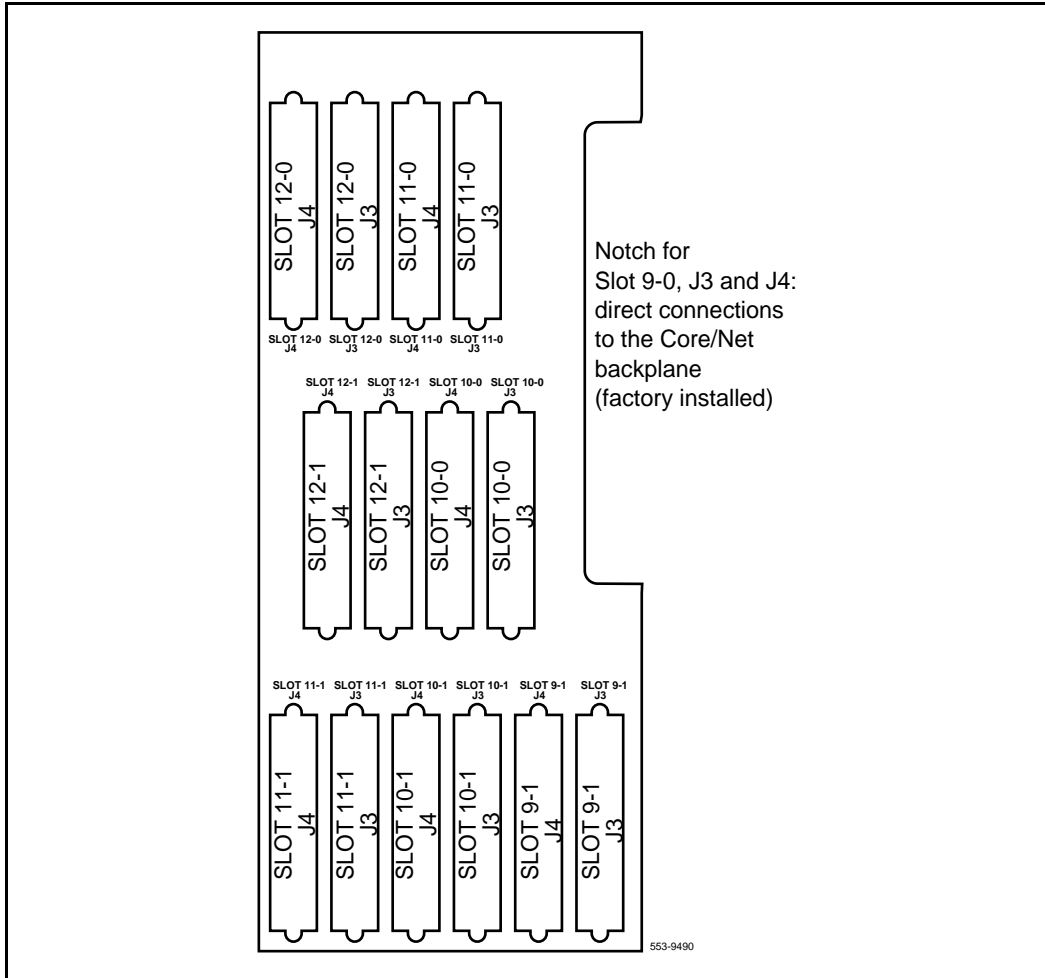 SLOT 12-0
J4
SLOT 12-0
J3
SLOT 11-0
J4
SLOT 11-0
J3
SLOT 12-0 SLOT 12-0 SLOT 11-0 SLOT 11-0
J4 J3 J4 J3
Notch for
Slot 9-0, J3 and J4:
direct connections
to the Core/Net
backplane
(factory installed)
SLOT 12-1 SLOT 12-1 SLOT 10-0 SLOT 10-0
J4 J3 J4 J3
SLOT 12-1
J4
SLOT 12-1
J3
SLOT 10-0
J4
SLOT 10-0
J3
SLOT 11-1 SLOT 11-1 SLOT 10-1 SLOT 10-1 SLOT 9-1 SLOT 9-1
J4 J3 J4 J3 J4 J3
SLOT 11-1
J4
SLOT 11-1
J3
SLOT 10-1
J4
SLOT 10-1
J3
SLOT 9-1
J4
SLOT 9-1
J3
553-9490